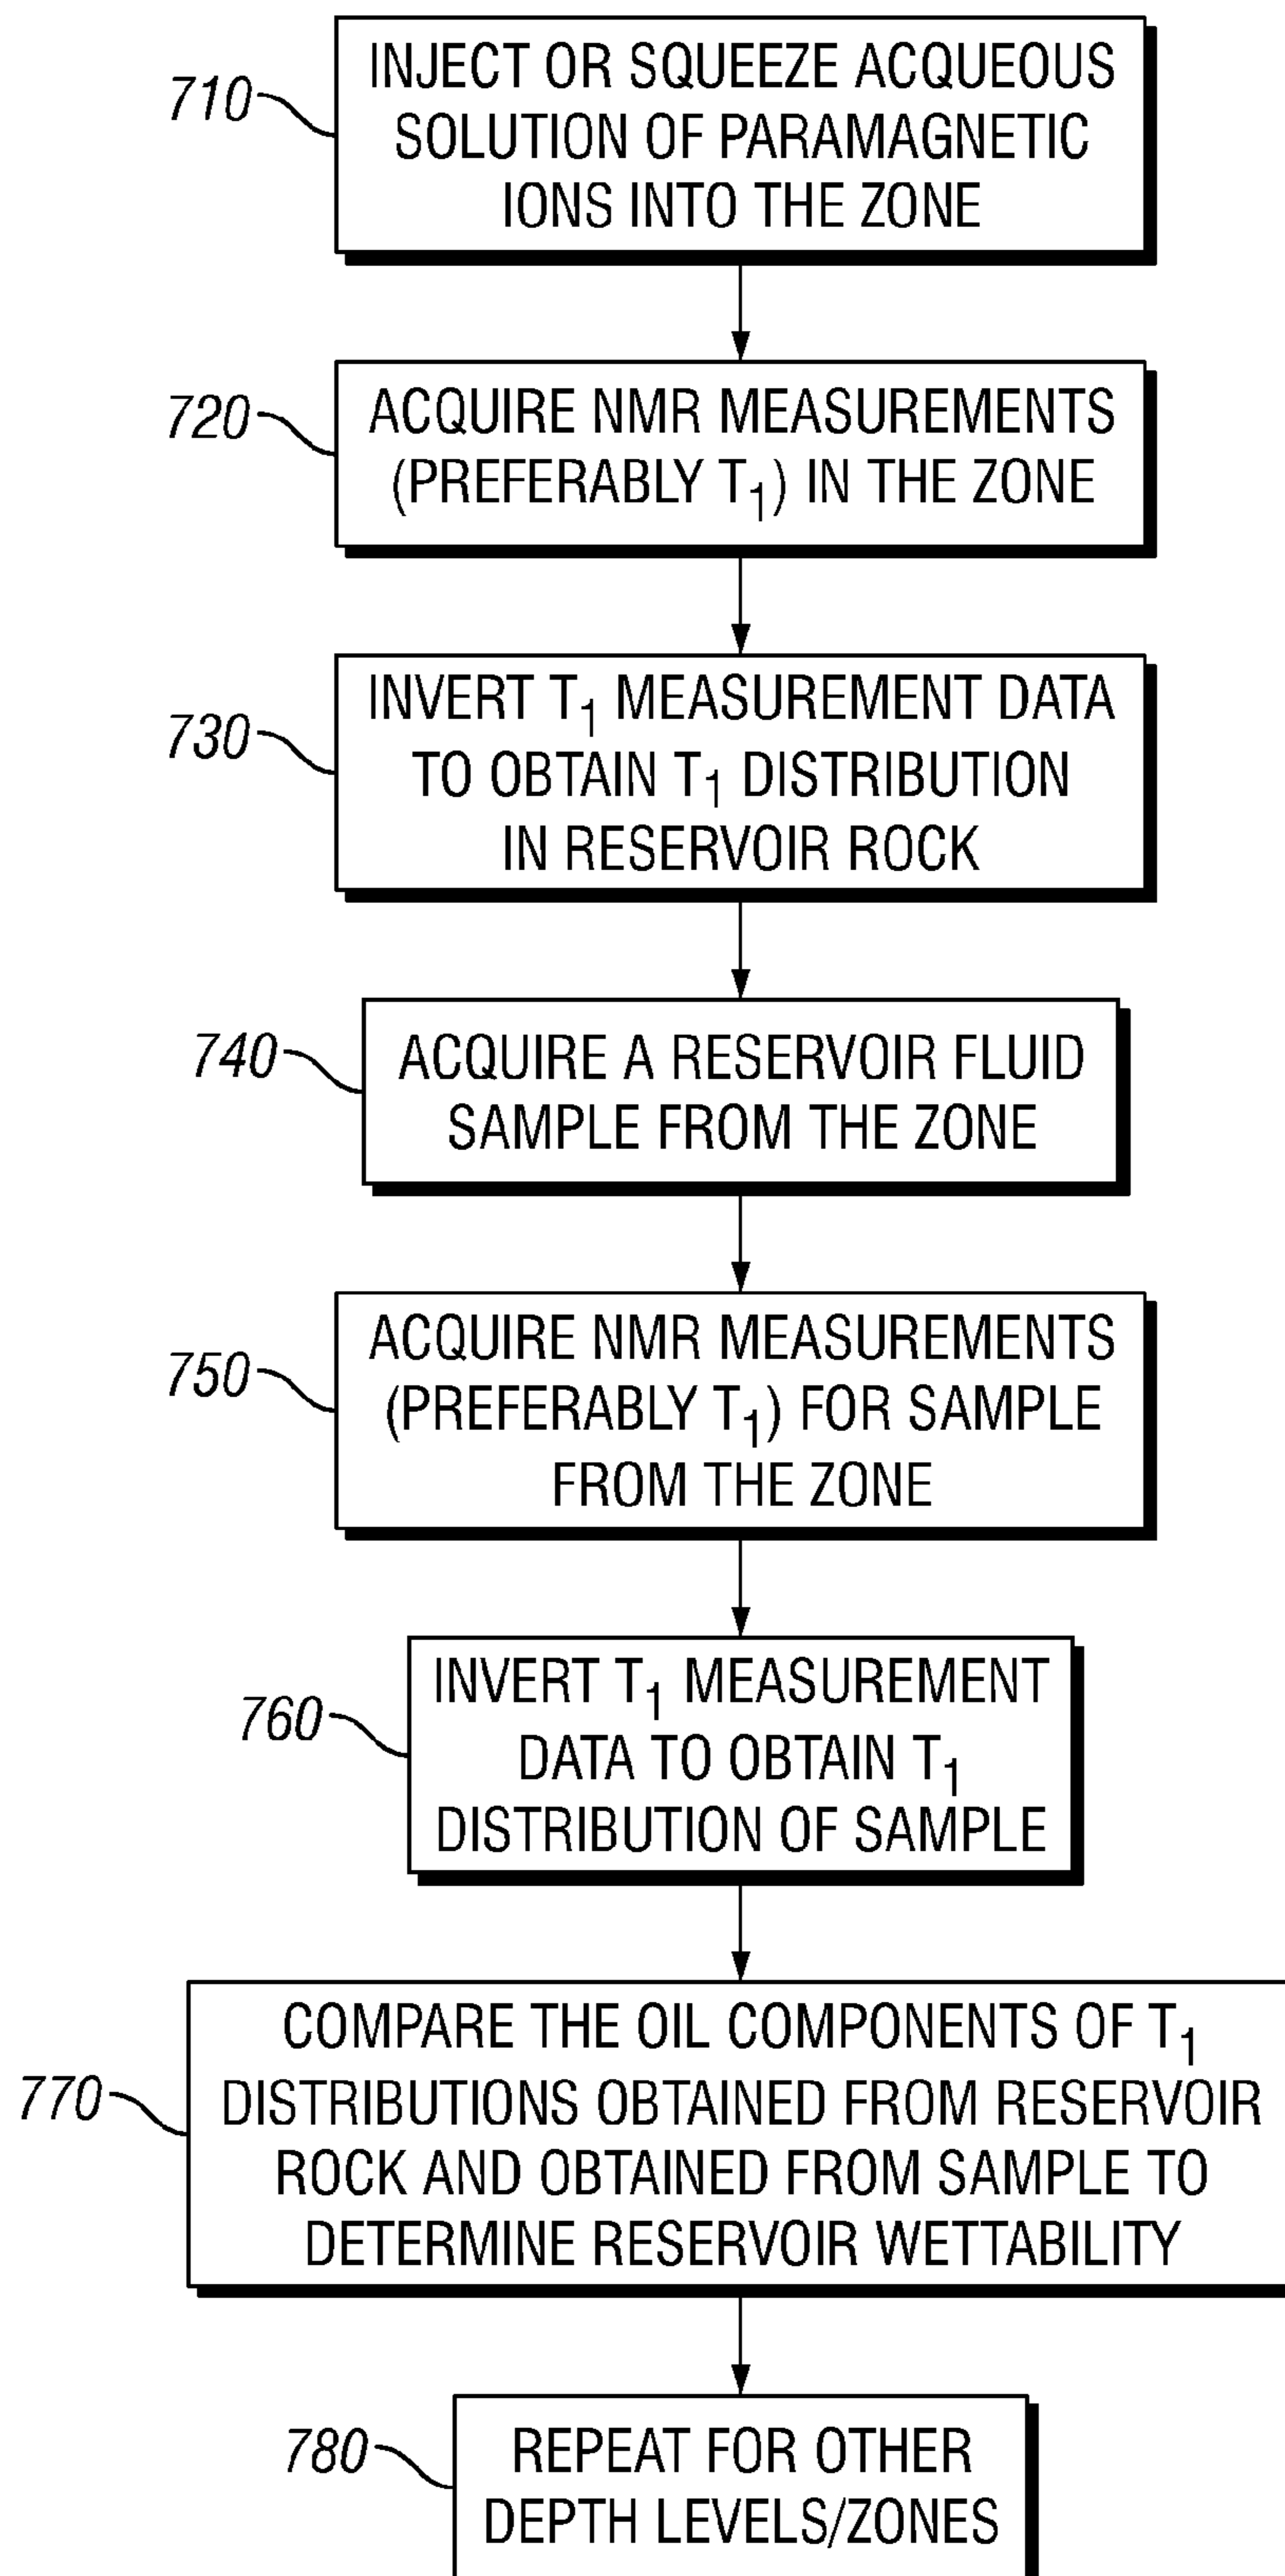 710
INJECT OR SQUEEZE ACQUEOUS
SOLUTION OF PARAMAGNETIC
IONS INTO THE ZONE
720
ACQUIRE NMR MEASUREMENTS
(PREFERABLY T1) IN THE ZONE
730
INVERT T1 MEASUREMENT DATA
TO OBTAIN T1 DISTRIBUTION
IN RESERVOIR ROCK
740
ACQUIRE A RESERVOIR FLUID
SAMPLE FROM THE ZONE
750
ACQUIRE NMR MEASUREMENTS
(PREFERABLY T1) FOR SAMPLE
FROM THE ZONE
760
INVERT T1 MEASUREMENT
DATA TO OBTAIN T1
DISTRIBUTION OF SAMPLE
770
COMPARE THE OIL COMPONENTS OF T1
DISTRIBUTIONS OBTAINED FROM RESERVOIR
ROCK AND OBTAINED FROM SAMPLE TO
DETERMINE RESERVOIR WETTABILITY
780
REPEAT FOR OTHER
DEPTH LEVELS/ZONES